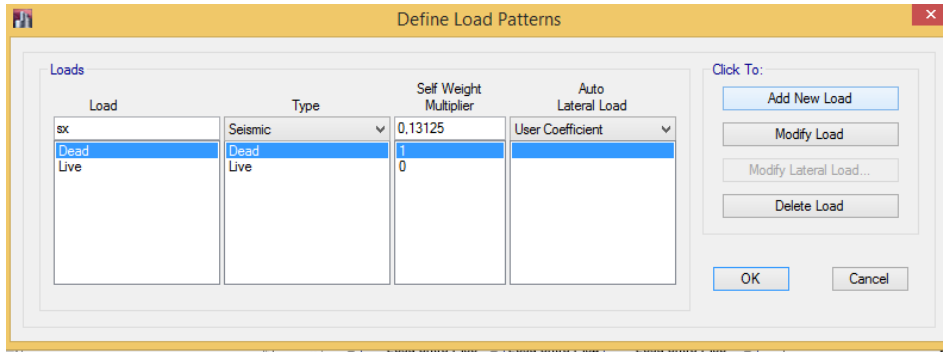 Define Load Patterns
Loads
Click To:
Load
Type
Self Weight
Multiplier
Auto
Lateral Load
sx
Seismic
0,13125
User Coefficient
Dead
Dead
1
Live
Live
0
Add New Load
Modify Load
Modify Lateral Load...
Delete Load
OK
Cancel